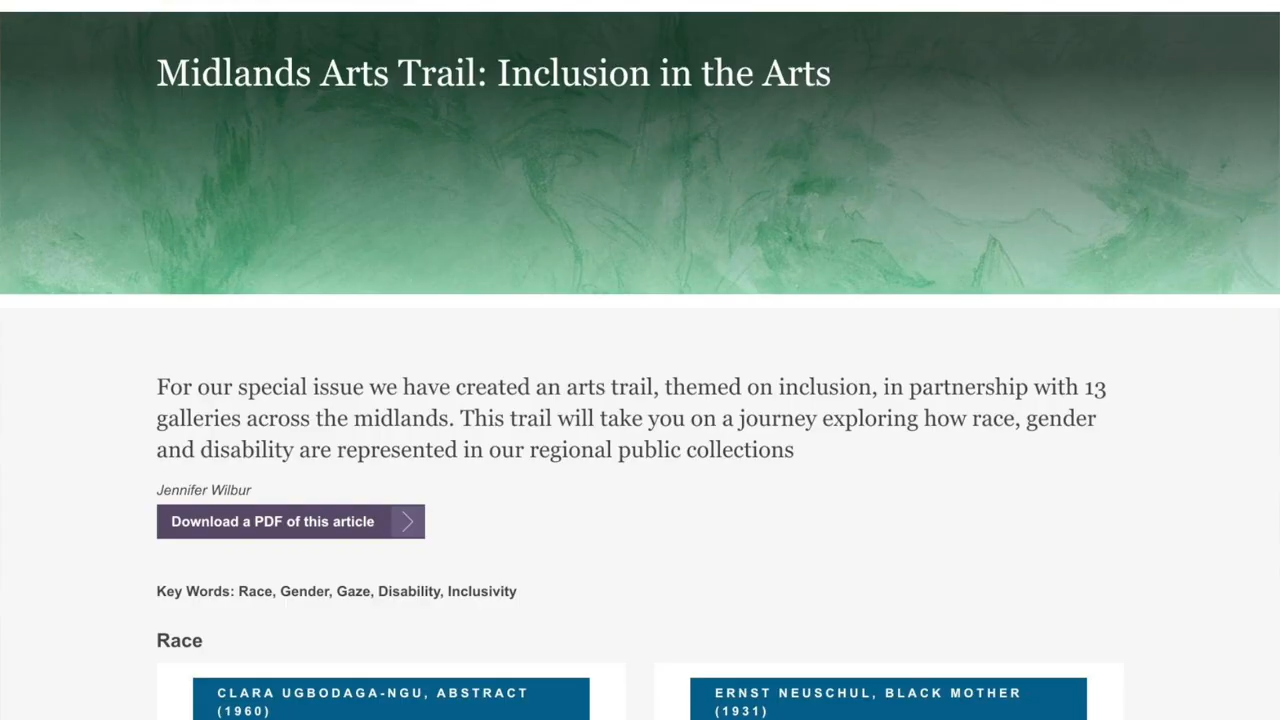 Midlands Arts Trail: Inclusion in the Arts
For our special issue we have created an arts trail, themed on inclusion, in partnership with 13
galleries across the midlands. This trail will take you on a journey exploring how race, gender
and disability are represented in our regional public collections
Jennifer Wilbur
Download a PDF of this article
Key Words: Race, Gender, Gaze, Disability, Inclusivity
Race
CLARA UGBODAGA-NGU, ABSTRACT
(1960)
ERNST NEUSCHUL, BLACK MOTHER
(1931)